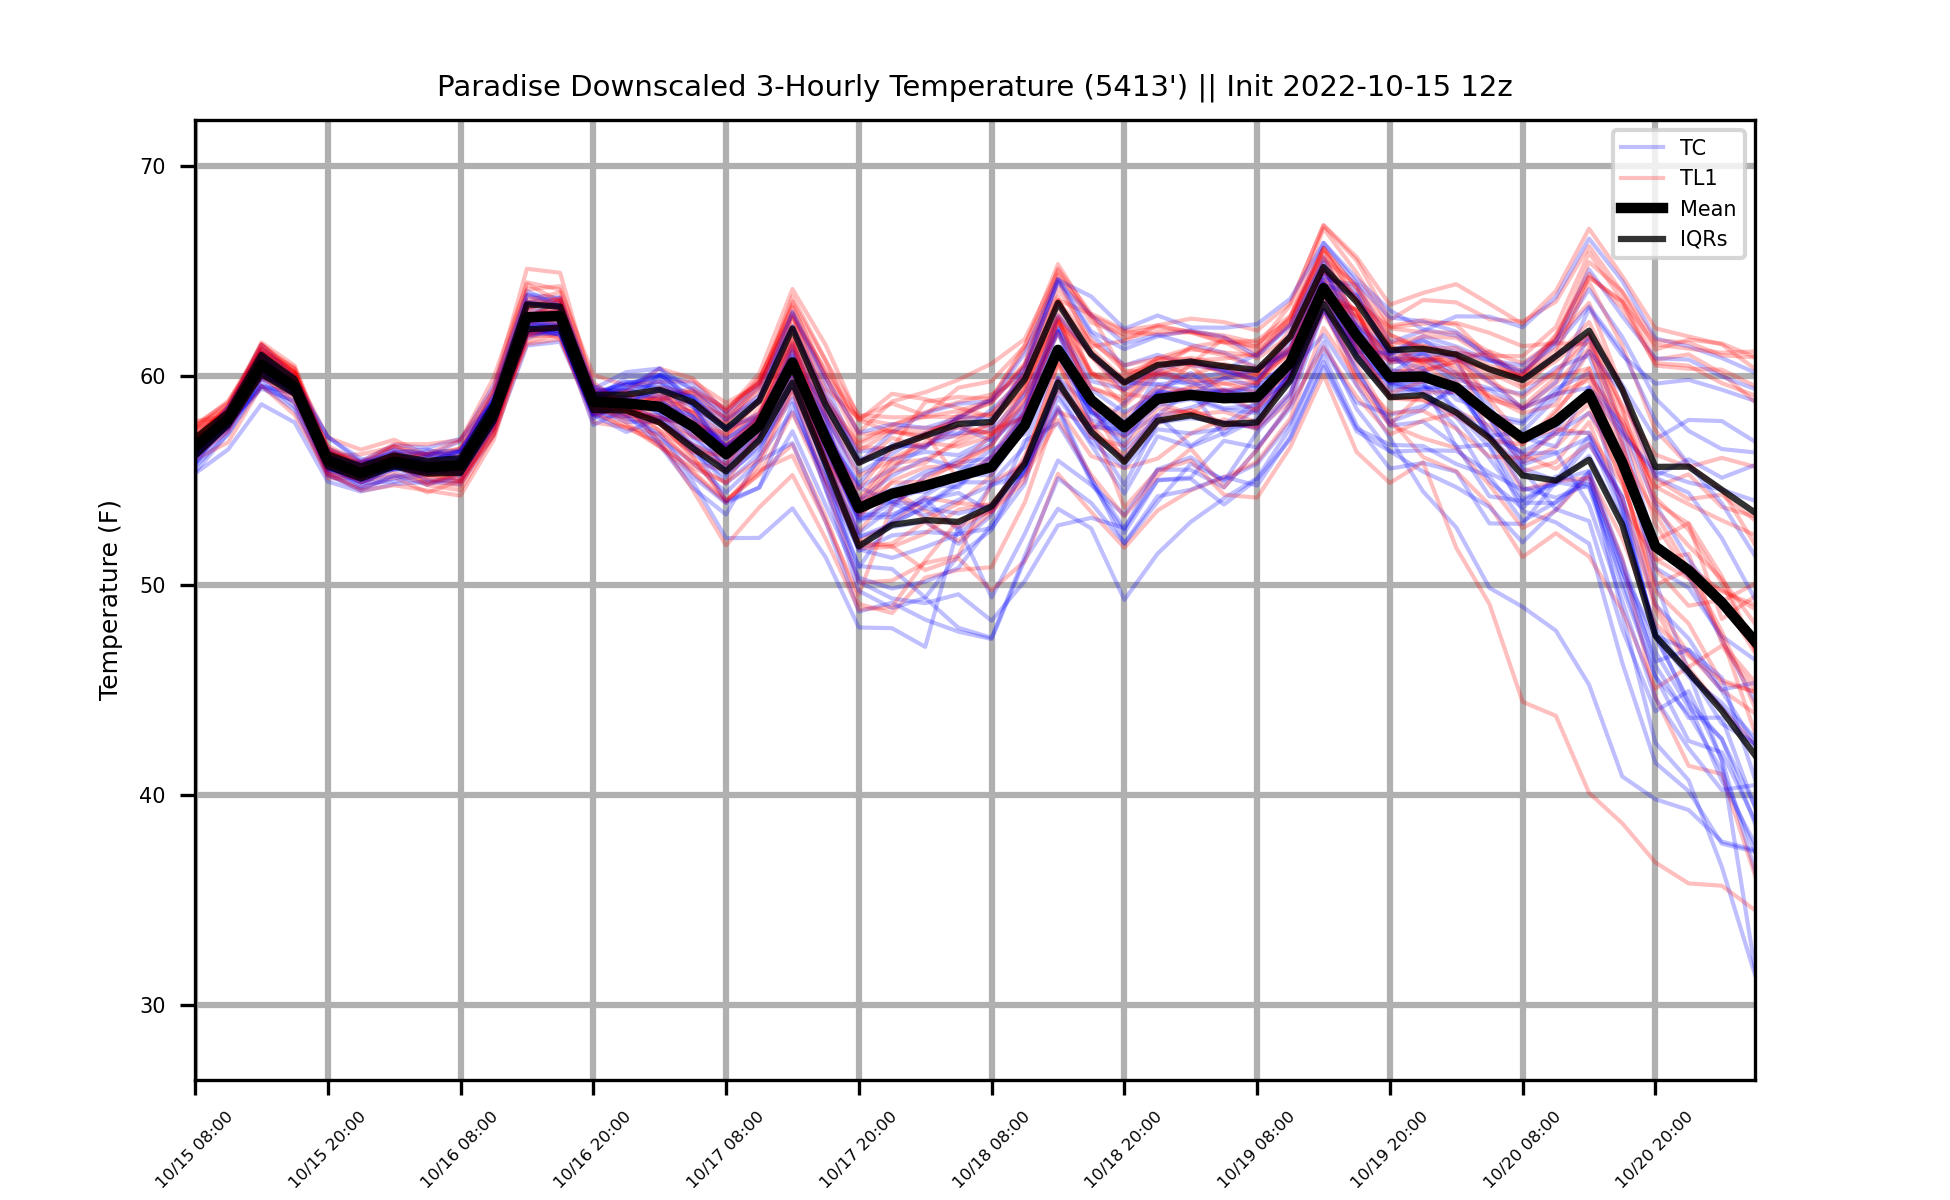 Paradise Downscaled 3-Hourly Temperature (5413') || Init 2022-10-15 12z
TC
TL1
Mean
IQRs
Temperature (F)
70
60
50
40
30
10/15 08:00
10/15 20:00
10/16 08:00
10/16 20:00
10/17 08:00
10/17 20:00
10/18 08:00
10/18 20:00
10/19 08:00
10/19 20:00
10/20 08:00
10/20 20:00